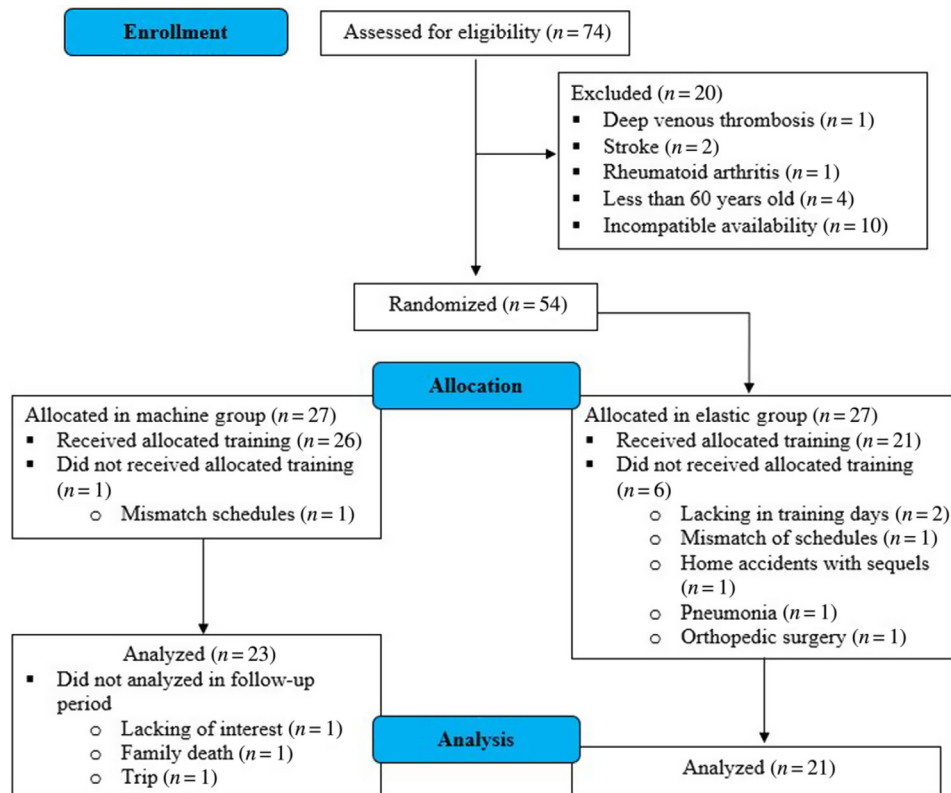 Enrollment
Assessed for eligibility (n = 74)
Excluded (n = 20)
▪ Deep venous thrombosis (n = 1)
▪ Stroke (n = 2)
▪ Rheumatoid arthritis (n = 1)
▪ Less than 60 years old (n = 4)
▪ Incompatible availability (n = 10)
Randomized (n = 54)
Allocation
Allocated in machine group (n = 27)
▪ Received allocated training (n = 26)
▪ Did not received allocated training
(n = 1)
o Mismatch schedules (n = 1)
Allocated in elastic group (n = 27)
▪ Received allocated training (n = 21)
▪ Did not received allocated training
(n = 6)
o Lacking in training days (n = 2)
o Mismatch of schedules (n = 1)
o Home accidents with sequels
(n = 1)
o Pneumonia (n = 1)
o Orthopedic surgery (n = 1)
Analyzed (n = 23)
▪ Did not analyzed in follow-up
period
o Lacking of interest (n = 1)
o Family death (n = 1)
o Trip (n = 1)
Analysis
Analyzed (n = 21)